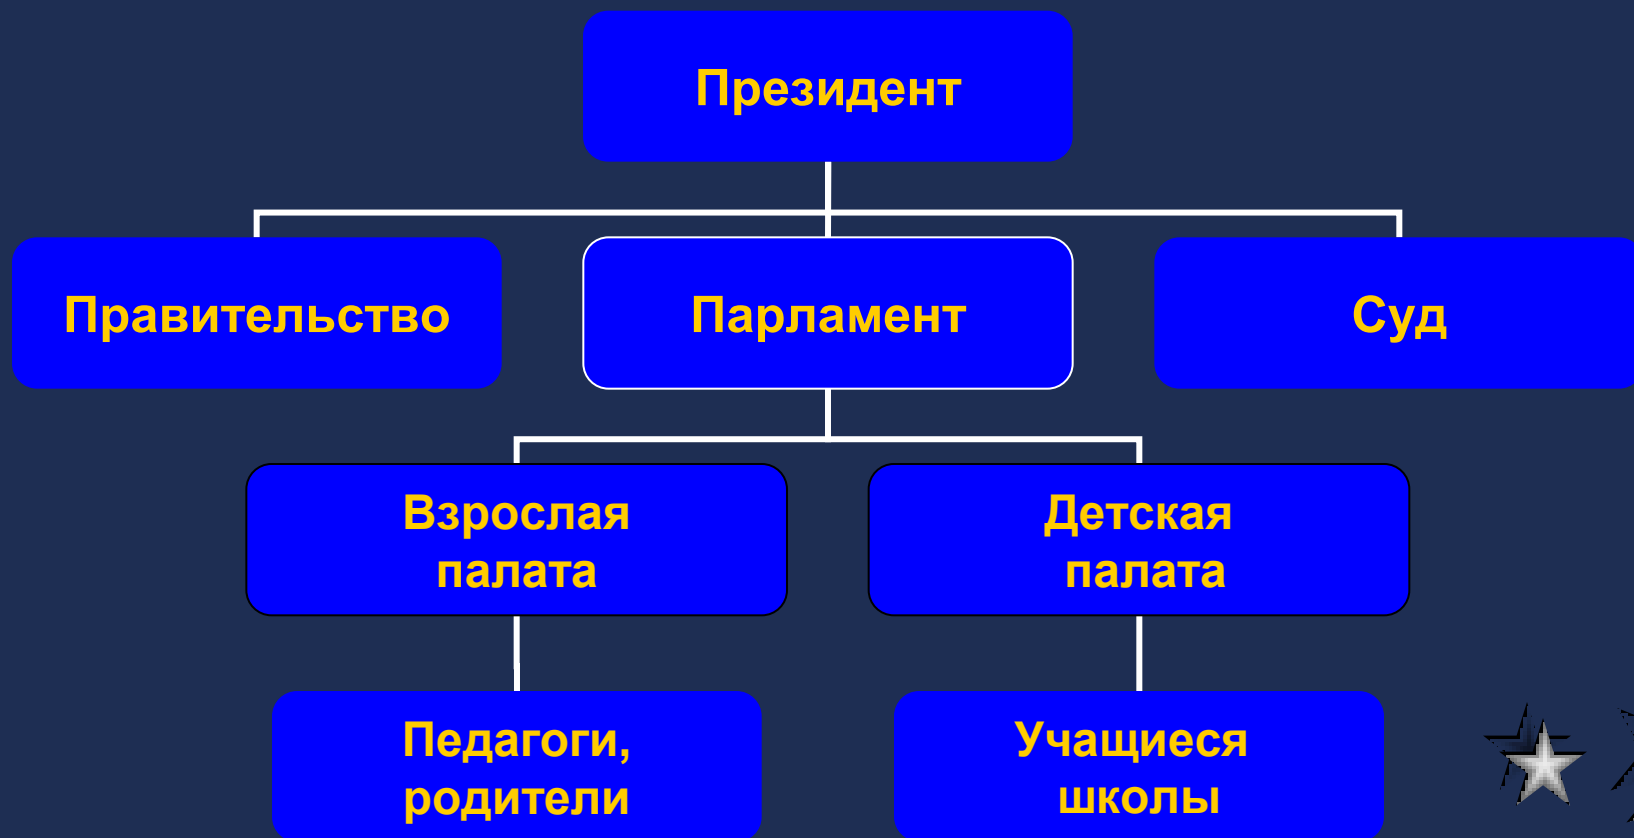 Президент
Правительство
Парламент
Суд
Взрослая
палата
Детская
палата
Педагоги,
родители
Учащиеся
школы